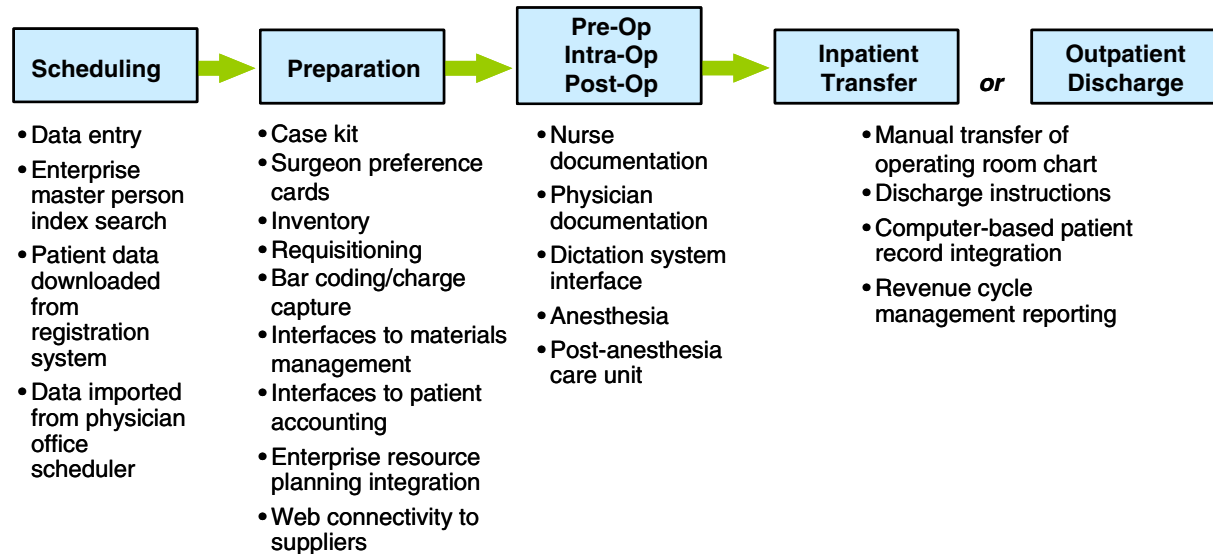 Scheduling
• Data entry
• Enterprise
master person
index search
• Patient data
downloaded
from
registration
system
• Data imported
from physician
office
scheduler
Preparation
• Case kit
• Surgeon preference
cards
• Inventory
• Requisitioning
• Bar coding/charge
capture
• Interfaces to materials
management
• Interfaces to patient
accounting
• Enterprise resource
planning integration
• Web connectivity to
suppliers
Pre-Op
Intra-Op
Post-Op
• Nurse
documentation
• Physician
documentation
• Dictation system
interface
• Anesthesia
• Post-anesthesia
care unit
Inpatient
Transfer
or
Outpatient
Discharge
• Manual transfer of
operating room chart
• Discharge instructions
• Computer-based patient
record integration
• Revenue cycle
management reporting